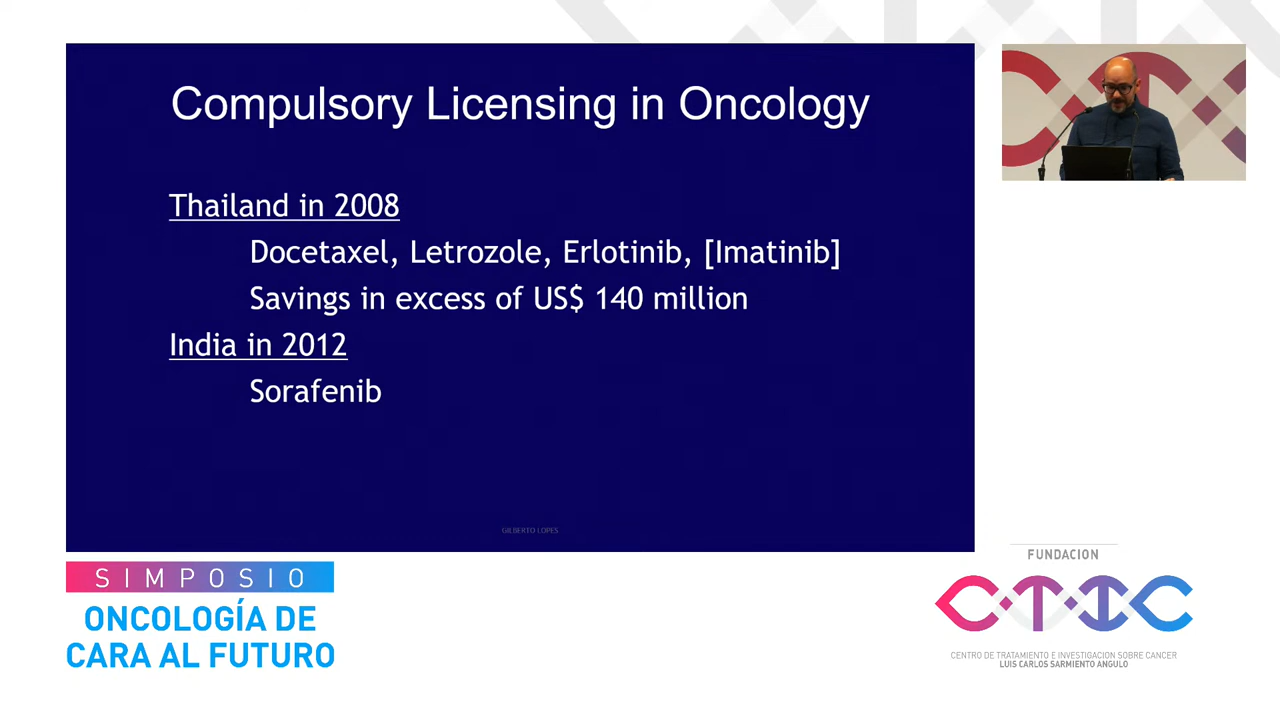 Compulsory Licensing in Oncology
Thailand in 2008
Docetaxel, Letrozole, Erlotinib, [Imatinib]
Savings in excess of US$ 140 million
India in 2012
Sorafenib
GILBERTO LOPES
SIMPOSIO
ONCOLOGÍA DE
CARA AL FUTURO
FUNDACION
CTIC
CENTRO DE TRATAMIENTO E INVESTIGACION SOBRE CANCER
LUIS CARLOS SARMIENTO ANGULO